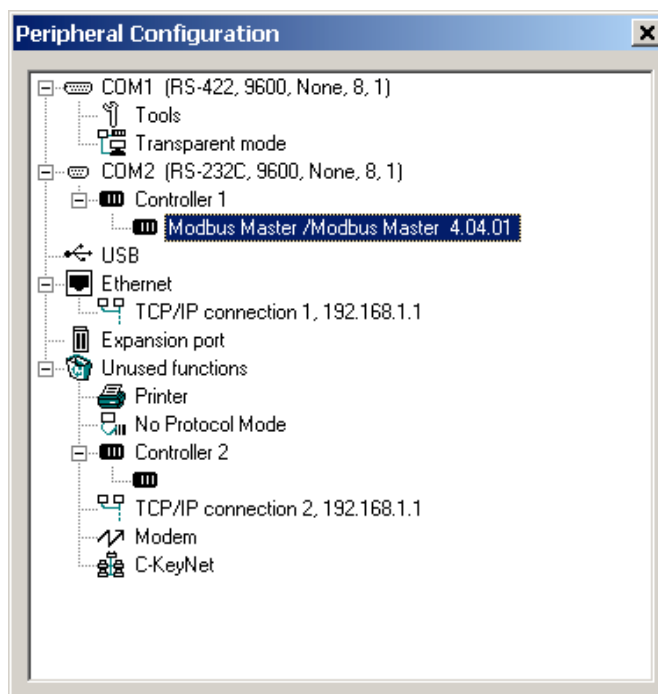 Peripheral Configuration
COM1 (RS-422, 9600, None, 8, 1)
Tools
Transparent mode
COM2 (RS-232C, 9600, None, 8, 1)
Controller 1
Modbus Master /Modbus Master 4.04.01
USB
Ethernet
TCP/IP connection 1, 192.168.1.1
Expansion port
Unused functions
Printer
No Protocol Mode
Controller 2
TCP/IP connection 2, 192.168.1.1
Modem
C-KeyNet